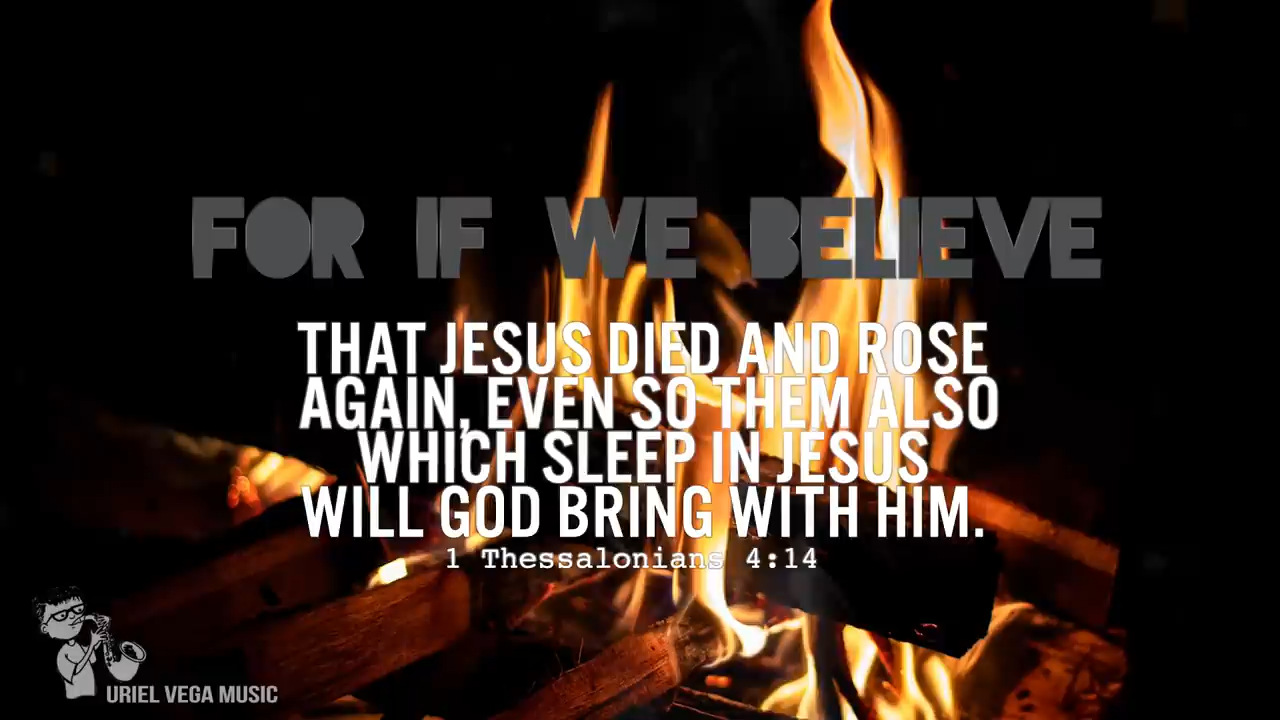 FOR IF WE BELIEVE
THAT JESUS DIED AND ROSE
AGAIN, EVEN SO THEM ALSO
WHICH SLEEP IN JESUS
WILL GOD BRING WITH HIM.
1 Thessalonians 4:14
URIEL VEGA MUSIC